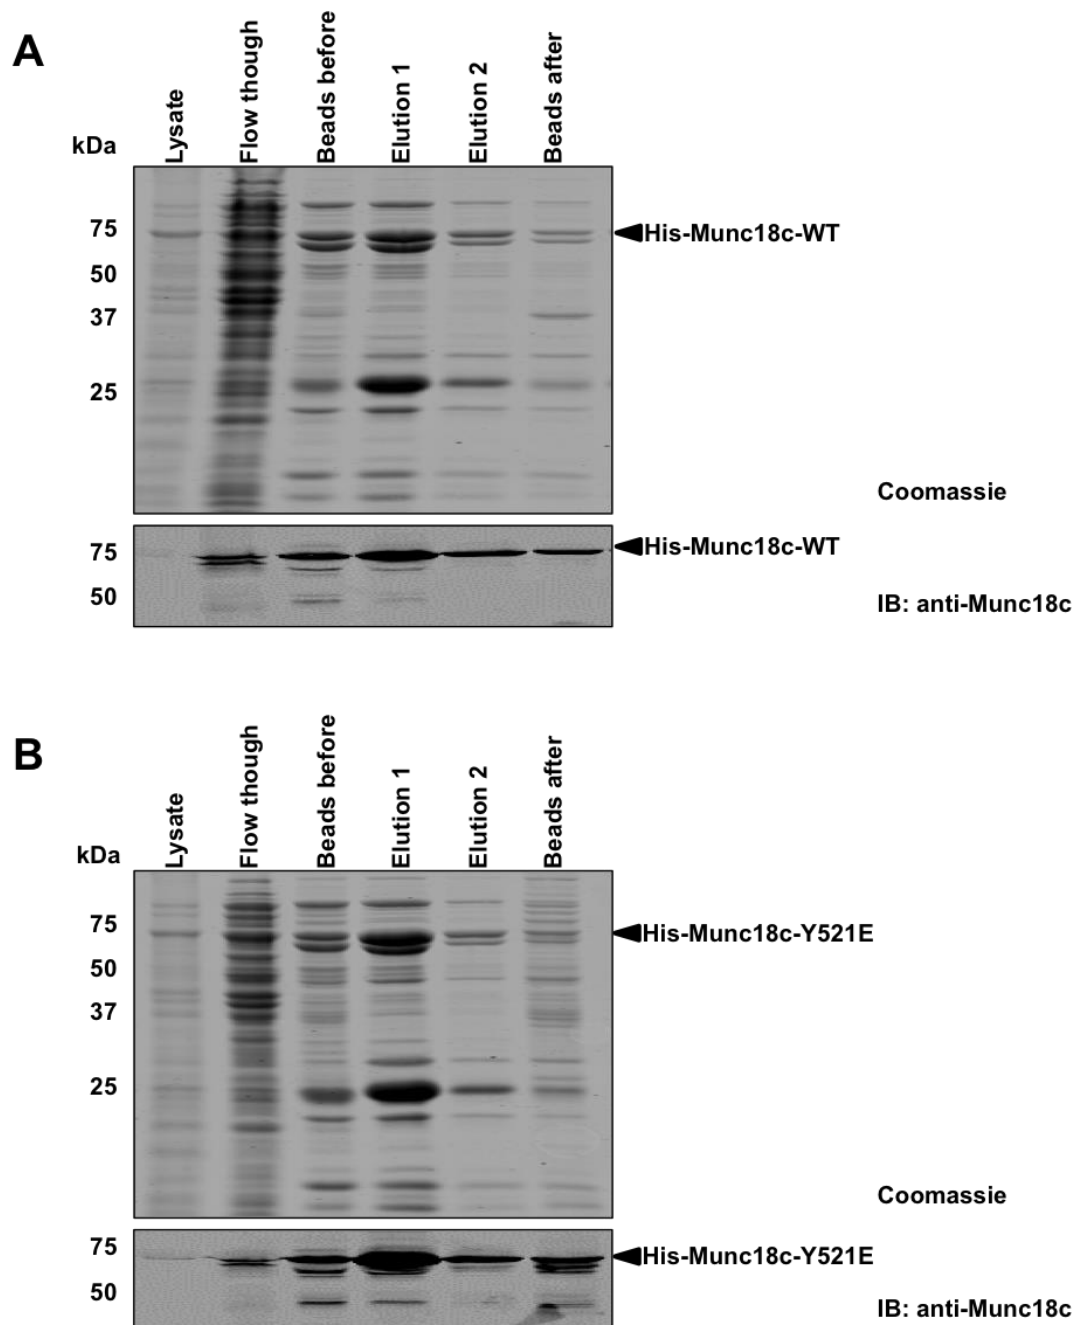 A
Lysate
Flow though
Beads before
Elution 1
Elution 2
Beads after
kDa
75
50
37
25
His-Munc18c-WT
Coomassie
75
50
His-Munc18c-WT
IB: anti-Munc18c
B
Lysate
Flow though
Beads before
Elution 1
Elution 2
Beads after
kDa
75
50
37
25
His-Munc18c-Y521E
Coomassie
75
50
His-Munc18c-Y521E
IB: anti-Munc18c